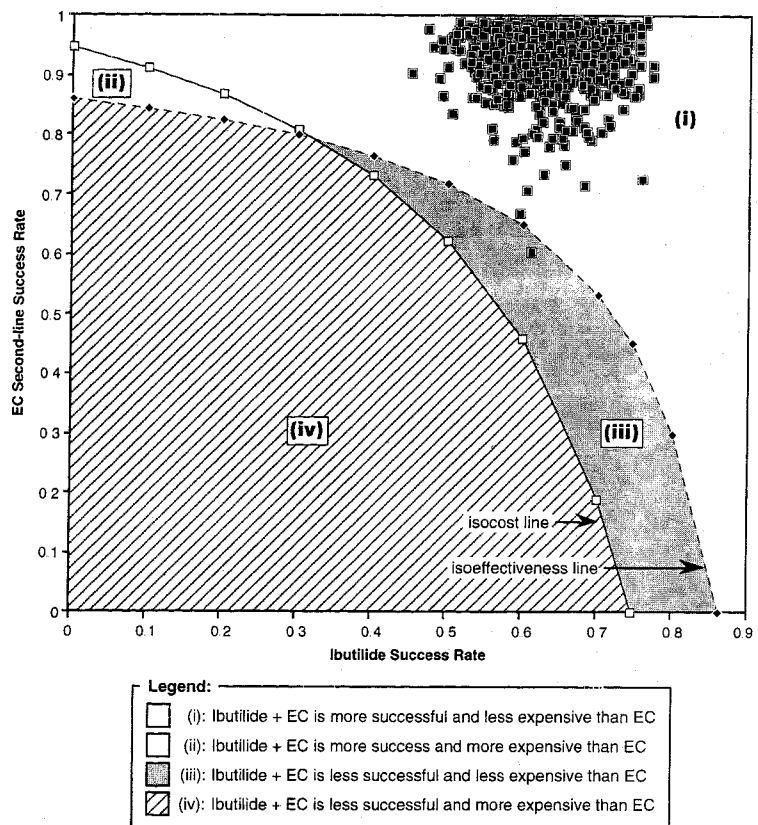 1
0.9
0.8
0.7
0.6
0.5
0.4
0 3
0 2
0.1
0
EC Second-line Success Rate
(ii)
(i)
(iv)
(iii)
isocost line
isoeffectiveness line
0
0.1
0.2
0 3
0.4
0.5
0.6
0.7
0.8
0.9
Ibutilide Success Rate
Legend:
(i): Ibutilide + EC is more successful and less expensive than EC
(ii): Ibutilide + EC is more success and more expensive than EC
(iii): Ibutilide + EC is less successful and less expensive than EC
(iv): Ibutilide + EC is less successful and more expensive than EC